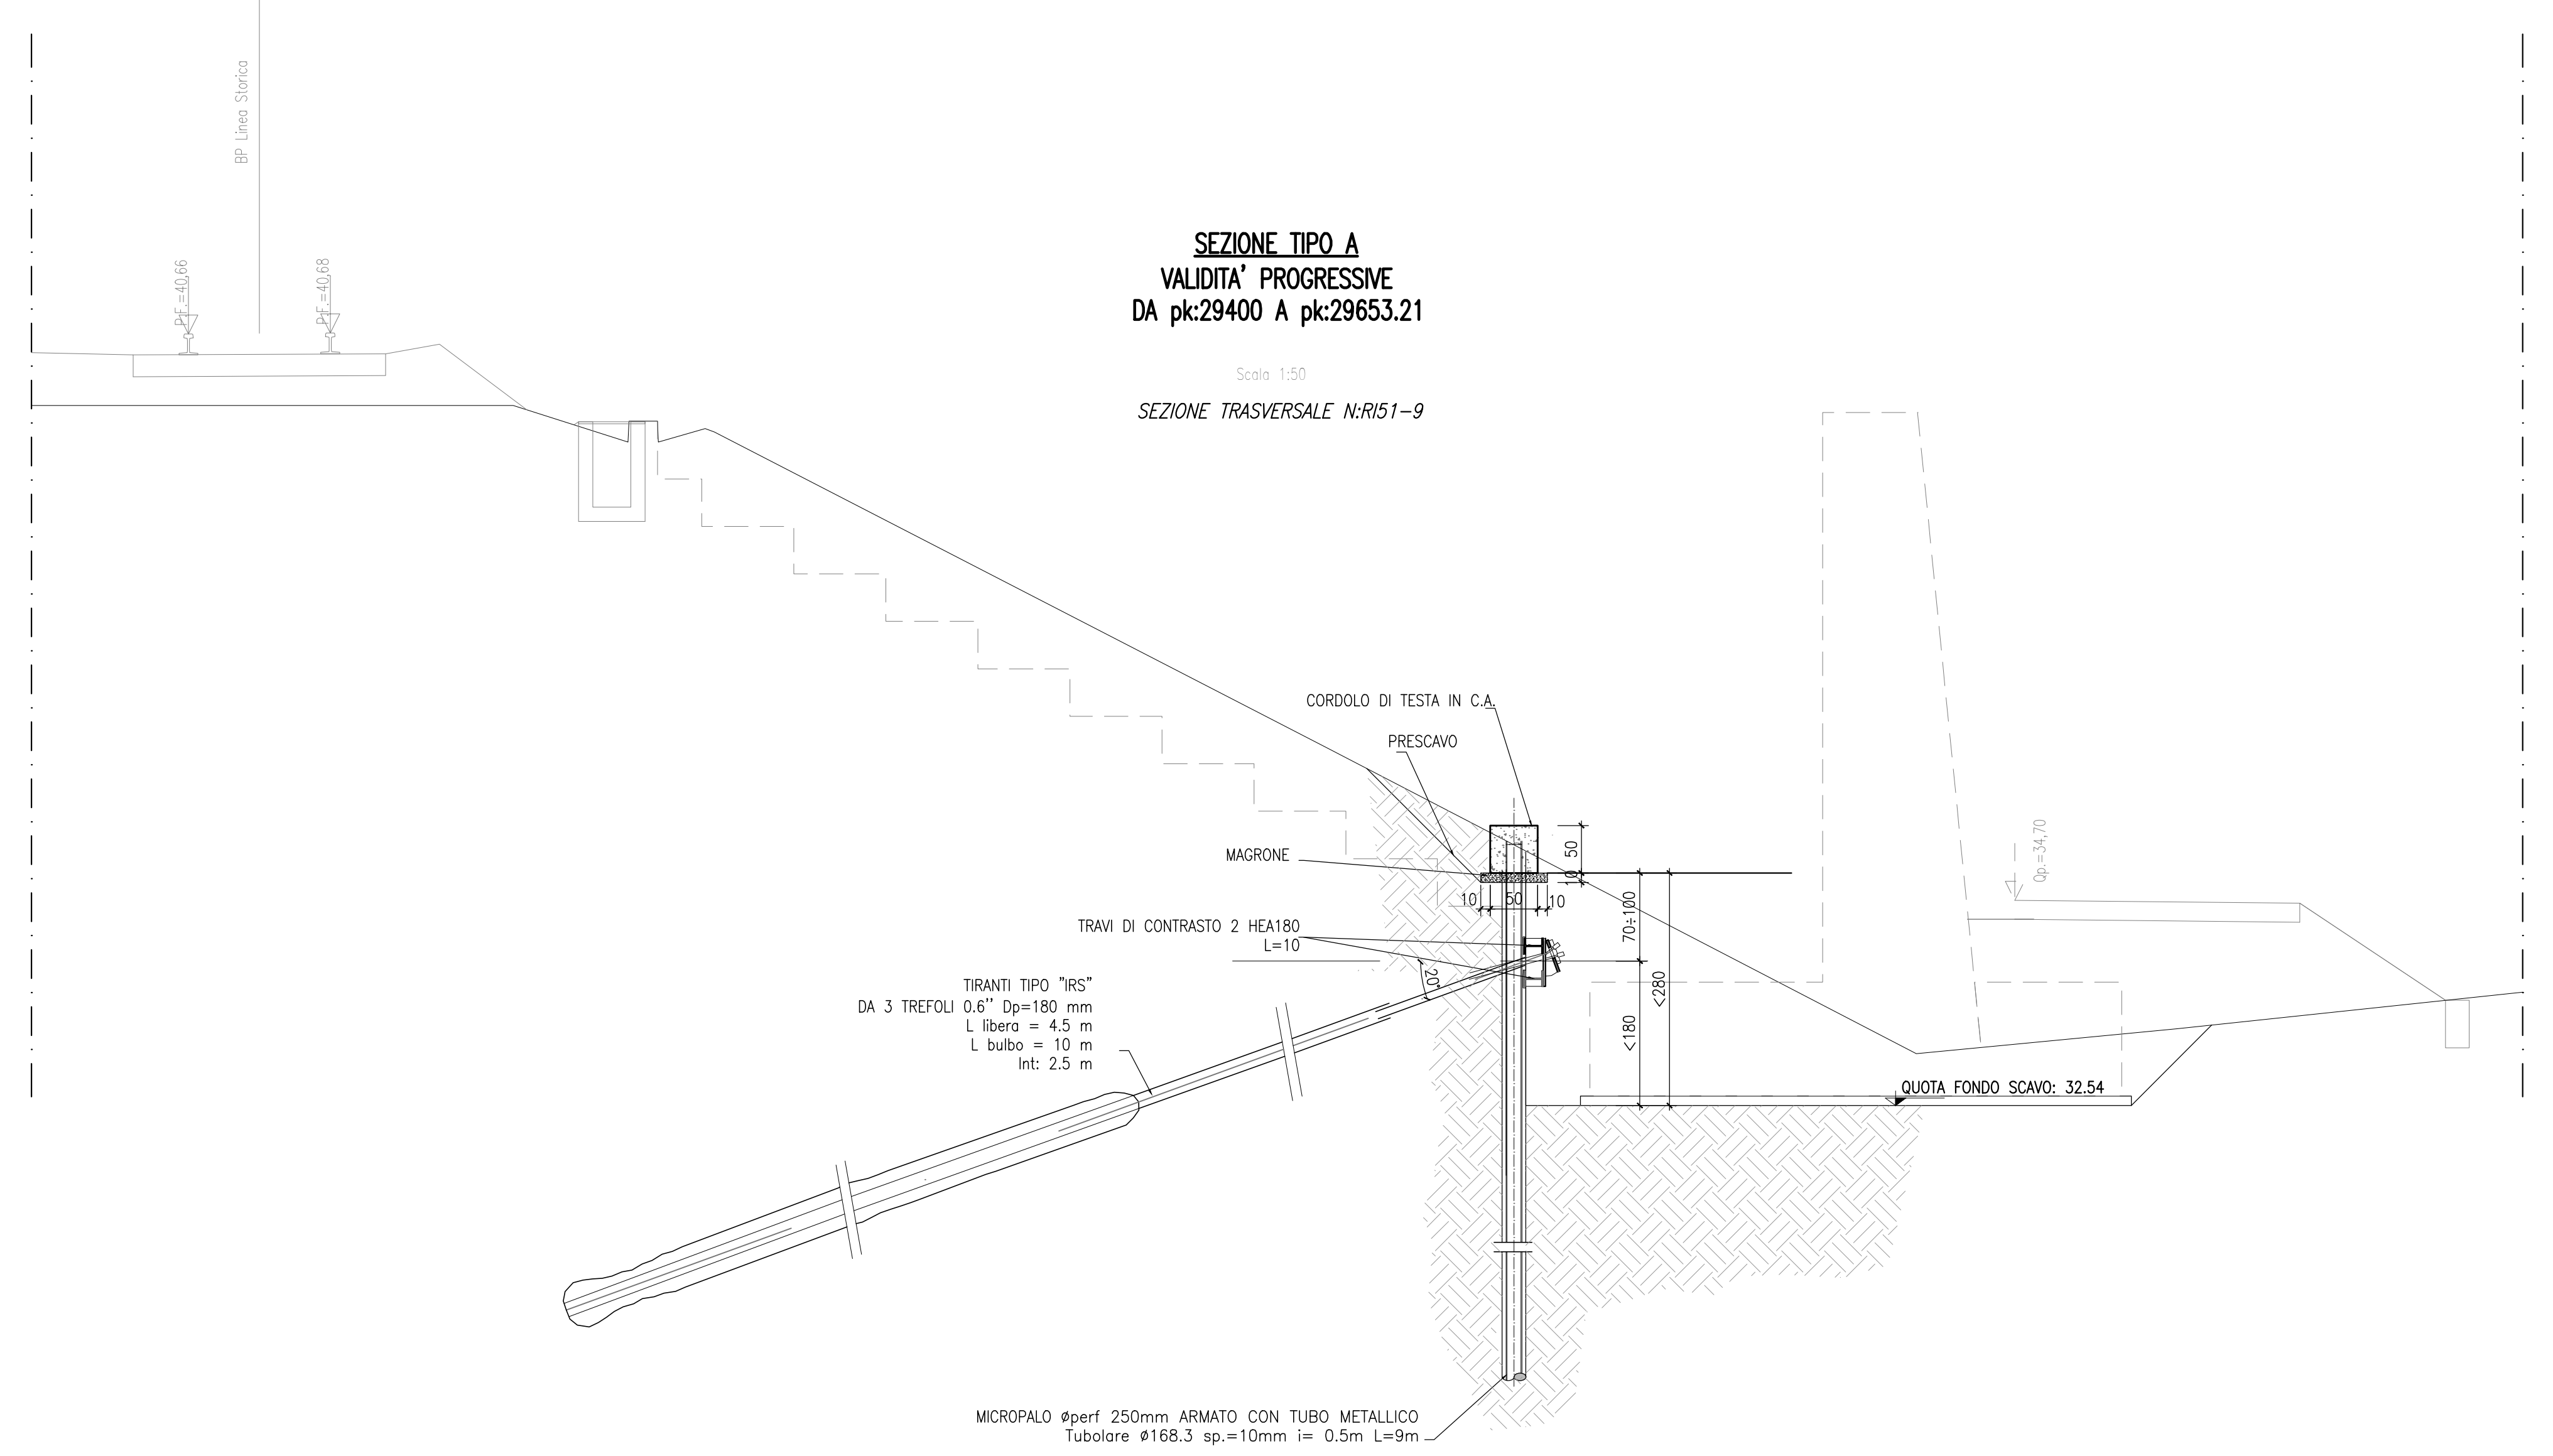 BP Linea Storica
P.F.=40,66
P.F.=40,68
SEZIONE TIPO A
VALIDITA' PROGRESSIVE
DA pk:29400 A pk:29653.21
Scala 1:50
SEZIONE TRASVERSALE N:RI51-9
CORDOLO DI TESTA IN C.A.
PRESCAVO
MAGRONE
50
10
10 50 10
70÷100
<280
<180
Qp.=34,70
TRAVI DI CONTRASTO 2 HEA180
L=10
20°
TIRANTI TIPO "IRS"
DA 3 TREFOLI 0.6'' Dp=180 mm
L libera = 4.5 m
L bulbo = 10 m
Int: 2.5 m
QUOTA FONDO SCAVO: 32.54
MICROPALO øperf 250mm ARMATO CON TUBO METALLICO
Tubolare ø168.3 sp.=10mm i= 0.5m L=9m